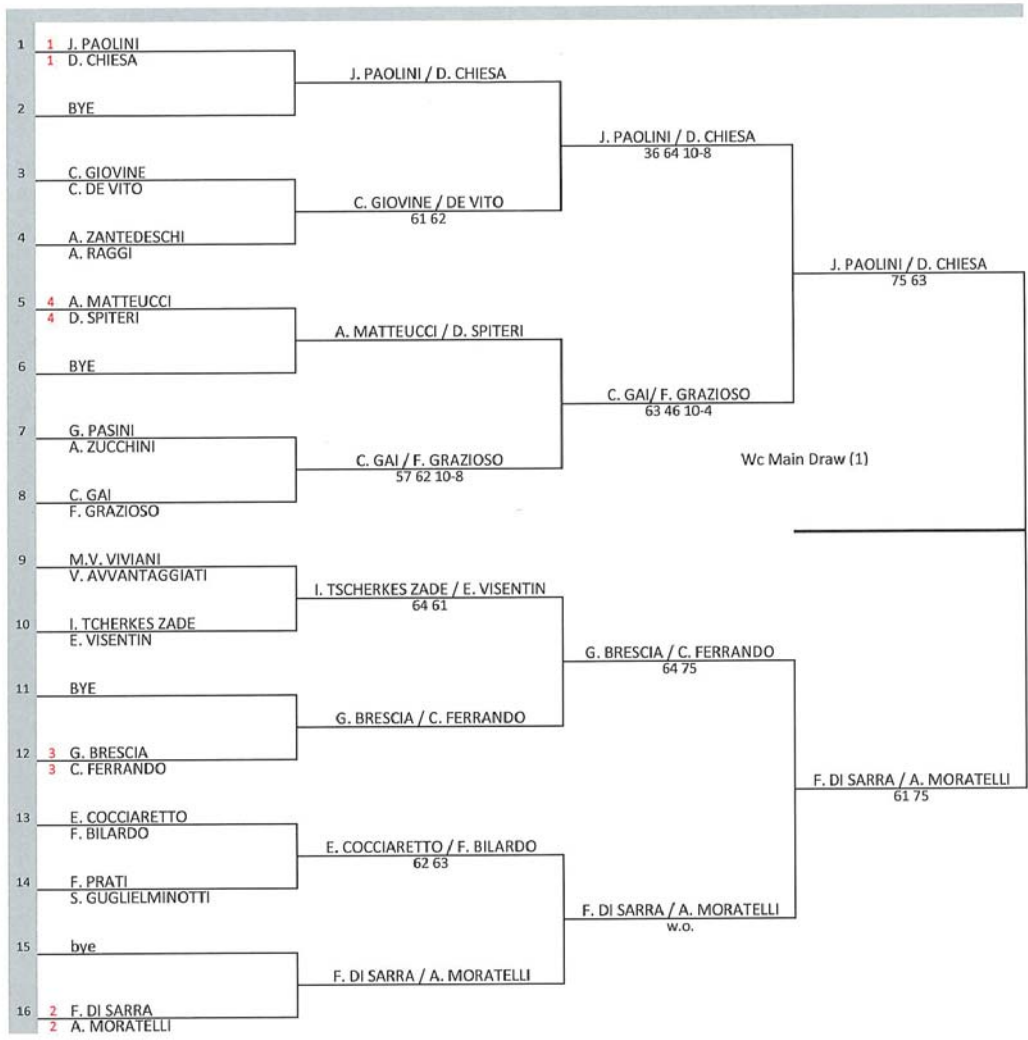 1 1 J. PAOLINI
1 D. CHIESA
J. PAOLINI / D. CHIESA
2 BYE
J. PAOLINI / D. CHIESA
36 64 10-8
3 C. GIOVINE
C. DE VITO
C. GIOVINE / DE VITO
61 62
4 A. ZANTEDESCHI
A. RAGGI
J. PAOLINI / D. CHIESA
75 63
5 4 A. MATTEUCCI
4 D. SPITERI
A. MATTEUCCI / D. SPITERI
6 BYE
C. GAI/ F. GRAZIOSO
63 46 10-4
7 G. PASINI
A. ZUCCHINI
C. GAI / F. GRAZIOSO
57 62 10-8
Wc Main Draw (1)
8 C. GAI
F. GRAZIOSO
9 M.V. VIVIANI
V. AVVANTAGGIATI
I. TSCHERKES ZADE / E. VISENTIN
64 61
10 I. TCHERKES ZADE
E. VISENTIN
G. BRESCIA / C. FERRANDO
64 75
11 BYE
G. BRESCIA / C. FERRANDO
12 3 G. BRESCIA
3 C. FERRANDO
F. DI SARRA / A. MORATELLI
61 75
13 E. COCCIARETTO
F. BILARDO
E. COCCIARETTO / F. BILARDO
62 63
14 F. PRATI
S. GUGLIELMINOTTI
F. DI SARRA / A. MORATELLI
w.o.
15 bye
F. DI SARRA / A. MORATELLI
16 2 F. DI SARRA
2 A. MORATELLI